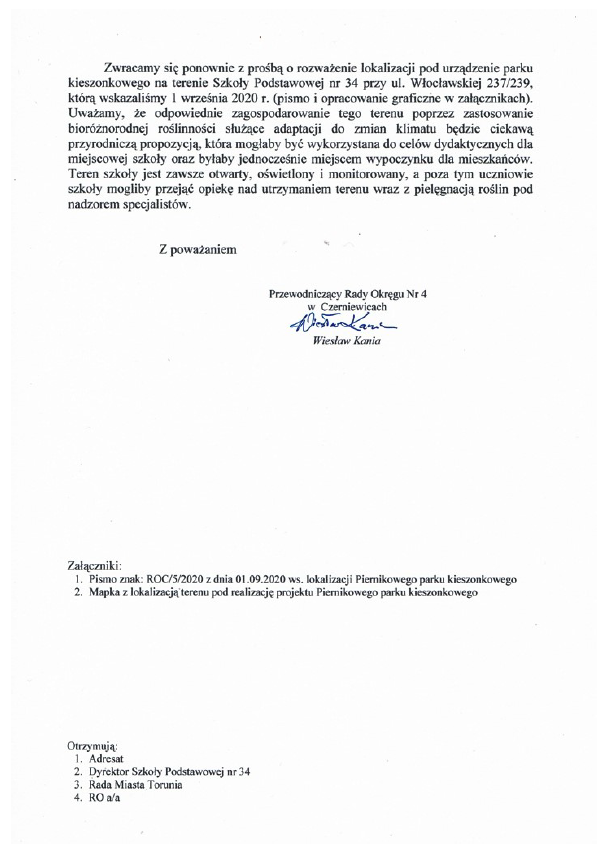 Zwracamy się ponownie z prośbą o rozważenie lokalizacji pod urządzenie parku
kieszonkowego na terenie Szkoły Podstawowej nr 34 przy ul. Włocławskiej 237/239,
którą wskazaliśmy 1 września 2020 r. (pismo i opracowanie graficzne w załącznikach).
Uważamy, że odpowiednie zagospodarowanie tego terenu poprzez zastosowanie
bioróżnorodnej roślinności służące adaptacji do zmian klimatu będzie ciekawą
przyrodniczą propozycją, która mogłaby być wykorzystana do celów dydaktycznych dla
miejscowej szkoły oraz byłaby jednocześnie miejscem wypoczynku dla mieszkańców.
Teren szkoły jest zawsze otwarty, oświetlony i monitorowany, a poza tym uczniowie
szkoły mogliby przejąć opiekę nad utrzymaniem terenu wraz z pielęgnacją roślin pod
nadzorem specjalistów.
Z poważaniem
Przewodniczący Rady Okręgu Nr 4
w Czerniewicach
Wiesław Kania
Wiesław Kania
Załączniki:
1. Pismo znak: ROC/5/2020 z dnia 01.09.2020 ws. lokalizacji Piernikowego parku kieszonkowego
2. Mapka z lokalizacją terenu pod realizację projektu Piernikowego parku kieszonkowego
Otrzymują:
1. Adresat
2. Dyrektor Szkoły Podstawowej nr 34
3. Rada Miasta Torunia
4. RO a/a